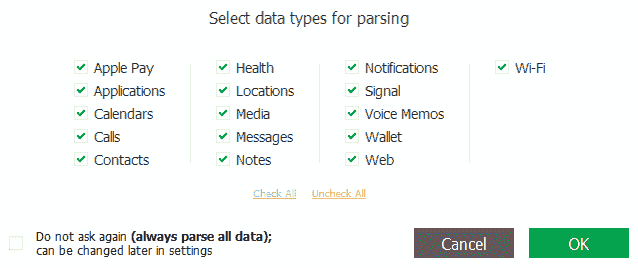 Select data types for parsing
Apple Pay
Applications
Calendars
Calls
Contacts
Health
Locations
Media
Messages
Notes
Notifications
Signal
Voice Memos
Wallet
Web
Wi-Fi
Check All Uncheck All
Do not ask again (always parse all data);
can be changed later in settings
Cancel OK